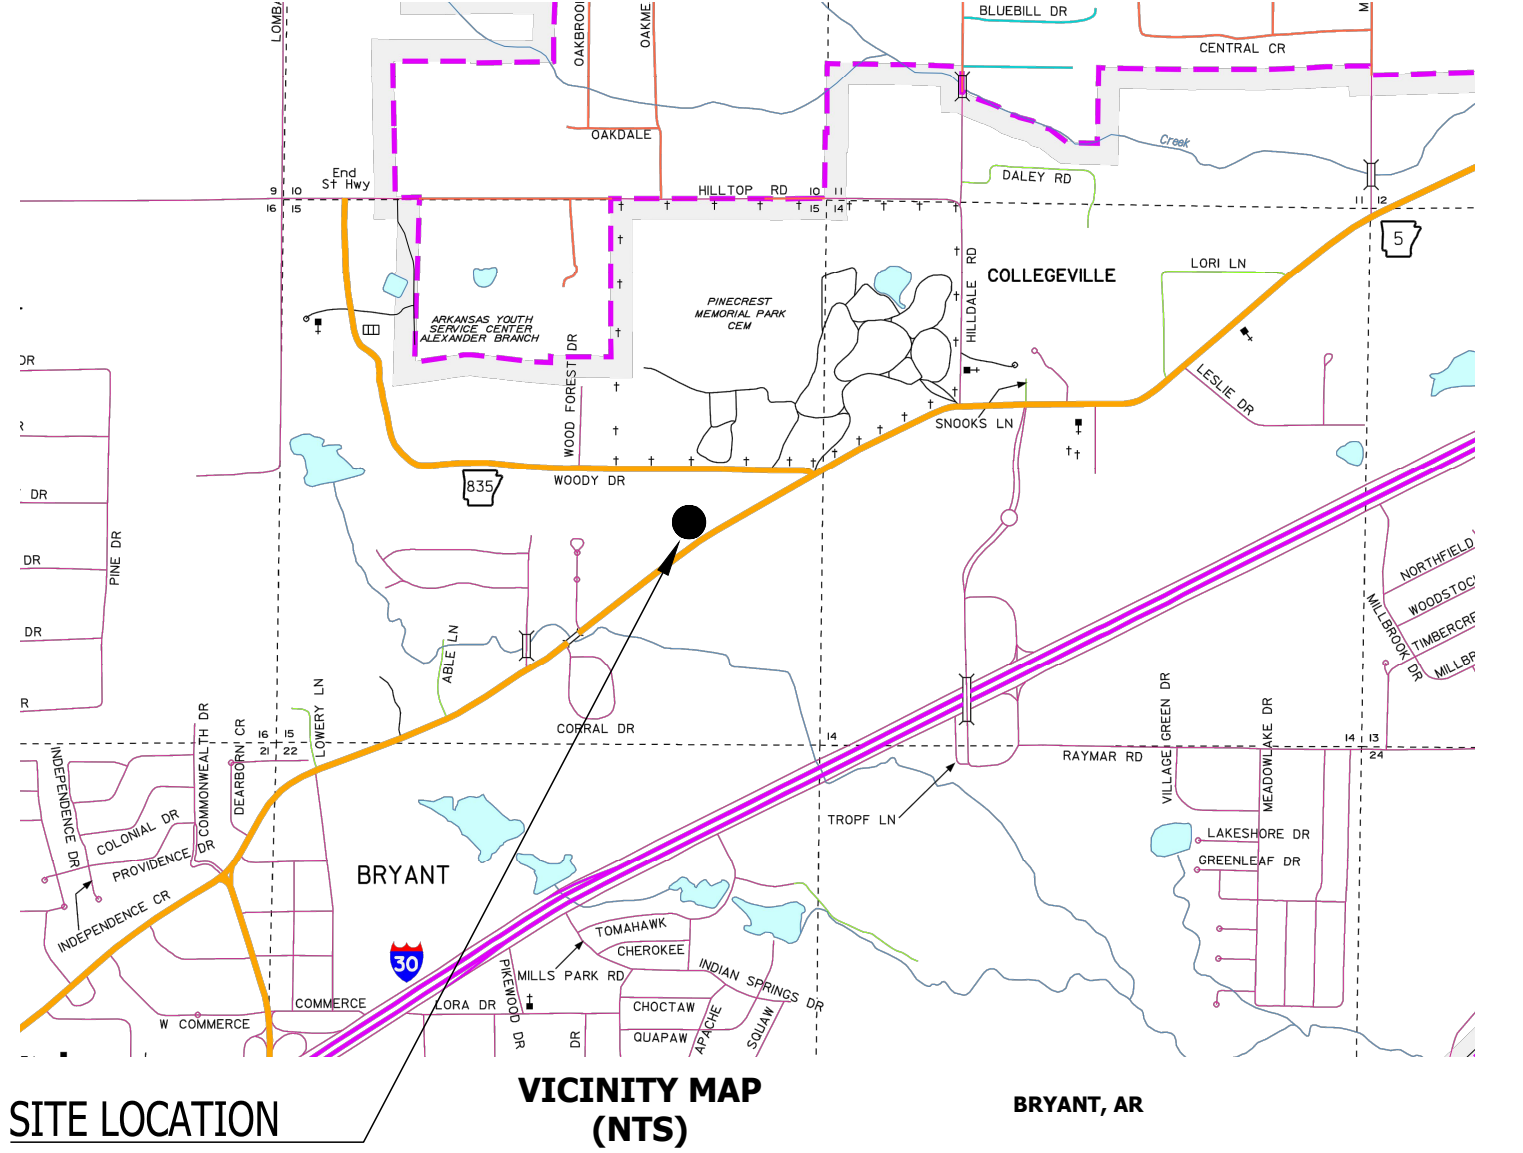 BLUEBILL DR
CENTRAL CR
OAKDALE
Creek
End
St Hwy
9 10
16 15
HILLTOP RD
10 11
15 14
DALEY RD
11 12
5
LORI LN
COLLEGEVILLE
HILLDALE RD
PINECREST
MEMORIAL PARK
CEM
ARKANSAS YOUTH
SERVICE CENTER
ALEXANDER BRANCH
WOOD FOREST DR
LESLIE DR
SNOOKS LN
WOODY DR
835
DR
DR
DR
DR
R
PINE DR
NORTHFIELD
WOODSTOC
TIMBERCRE
MILLBR
MILLBROOK DR
ABLE LN
LOWERY LN
CORRAL DR
COMMONWEALTH DR
DEARBORN CR
16 15
21 22
14
14 13
24
RAYMAR RD
VILLAGE GREEN DR
MEADOWLAKE DR
TROPF LN
LAKESHORE DR
GREENLEAF DR
INDEPENDENCE DR
COLONIAL DR
PROVIDENCE DR
INDEPENDENCE CR
BRYANT
30
TOMAHAWK
CHEROKEE
MILLS PARK RD
INDIAN SPRINGS DR
PIKEWOOD DR
LORA DR
CHOCTAW
QUAPAW
APACHE
SQUAW
DR
COMMERCE
W COMMERCE
VICINITY MAP
(NTS)
BRYANT, AR
SITE LOCATION